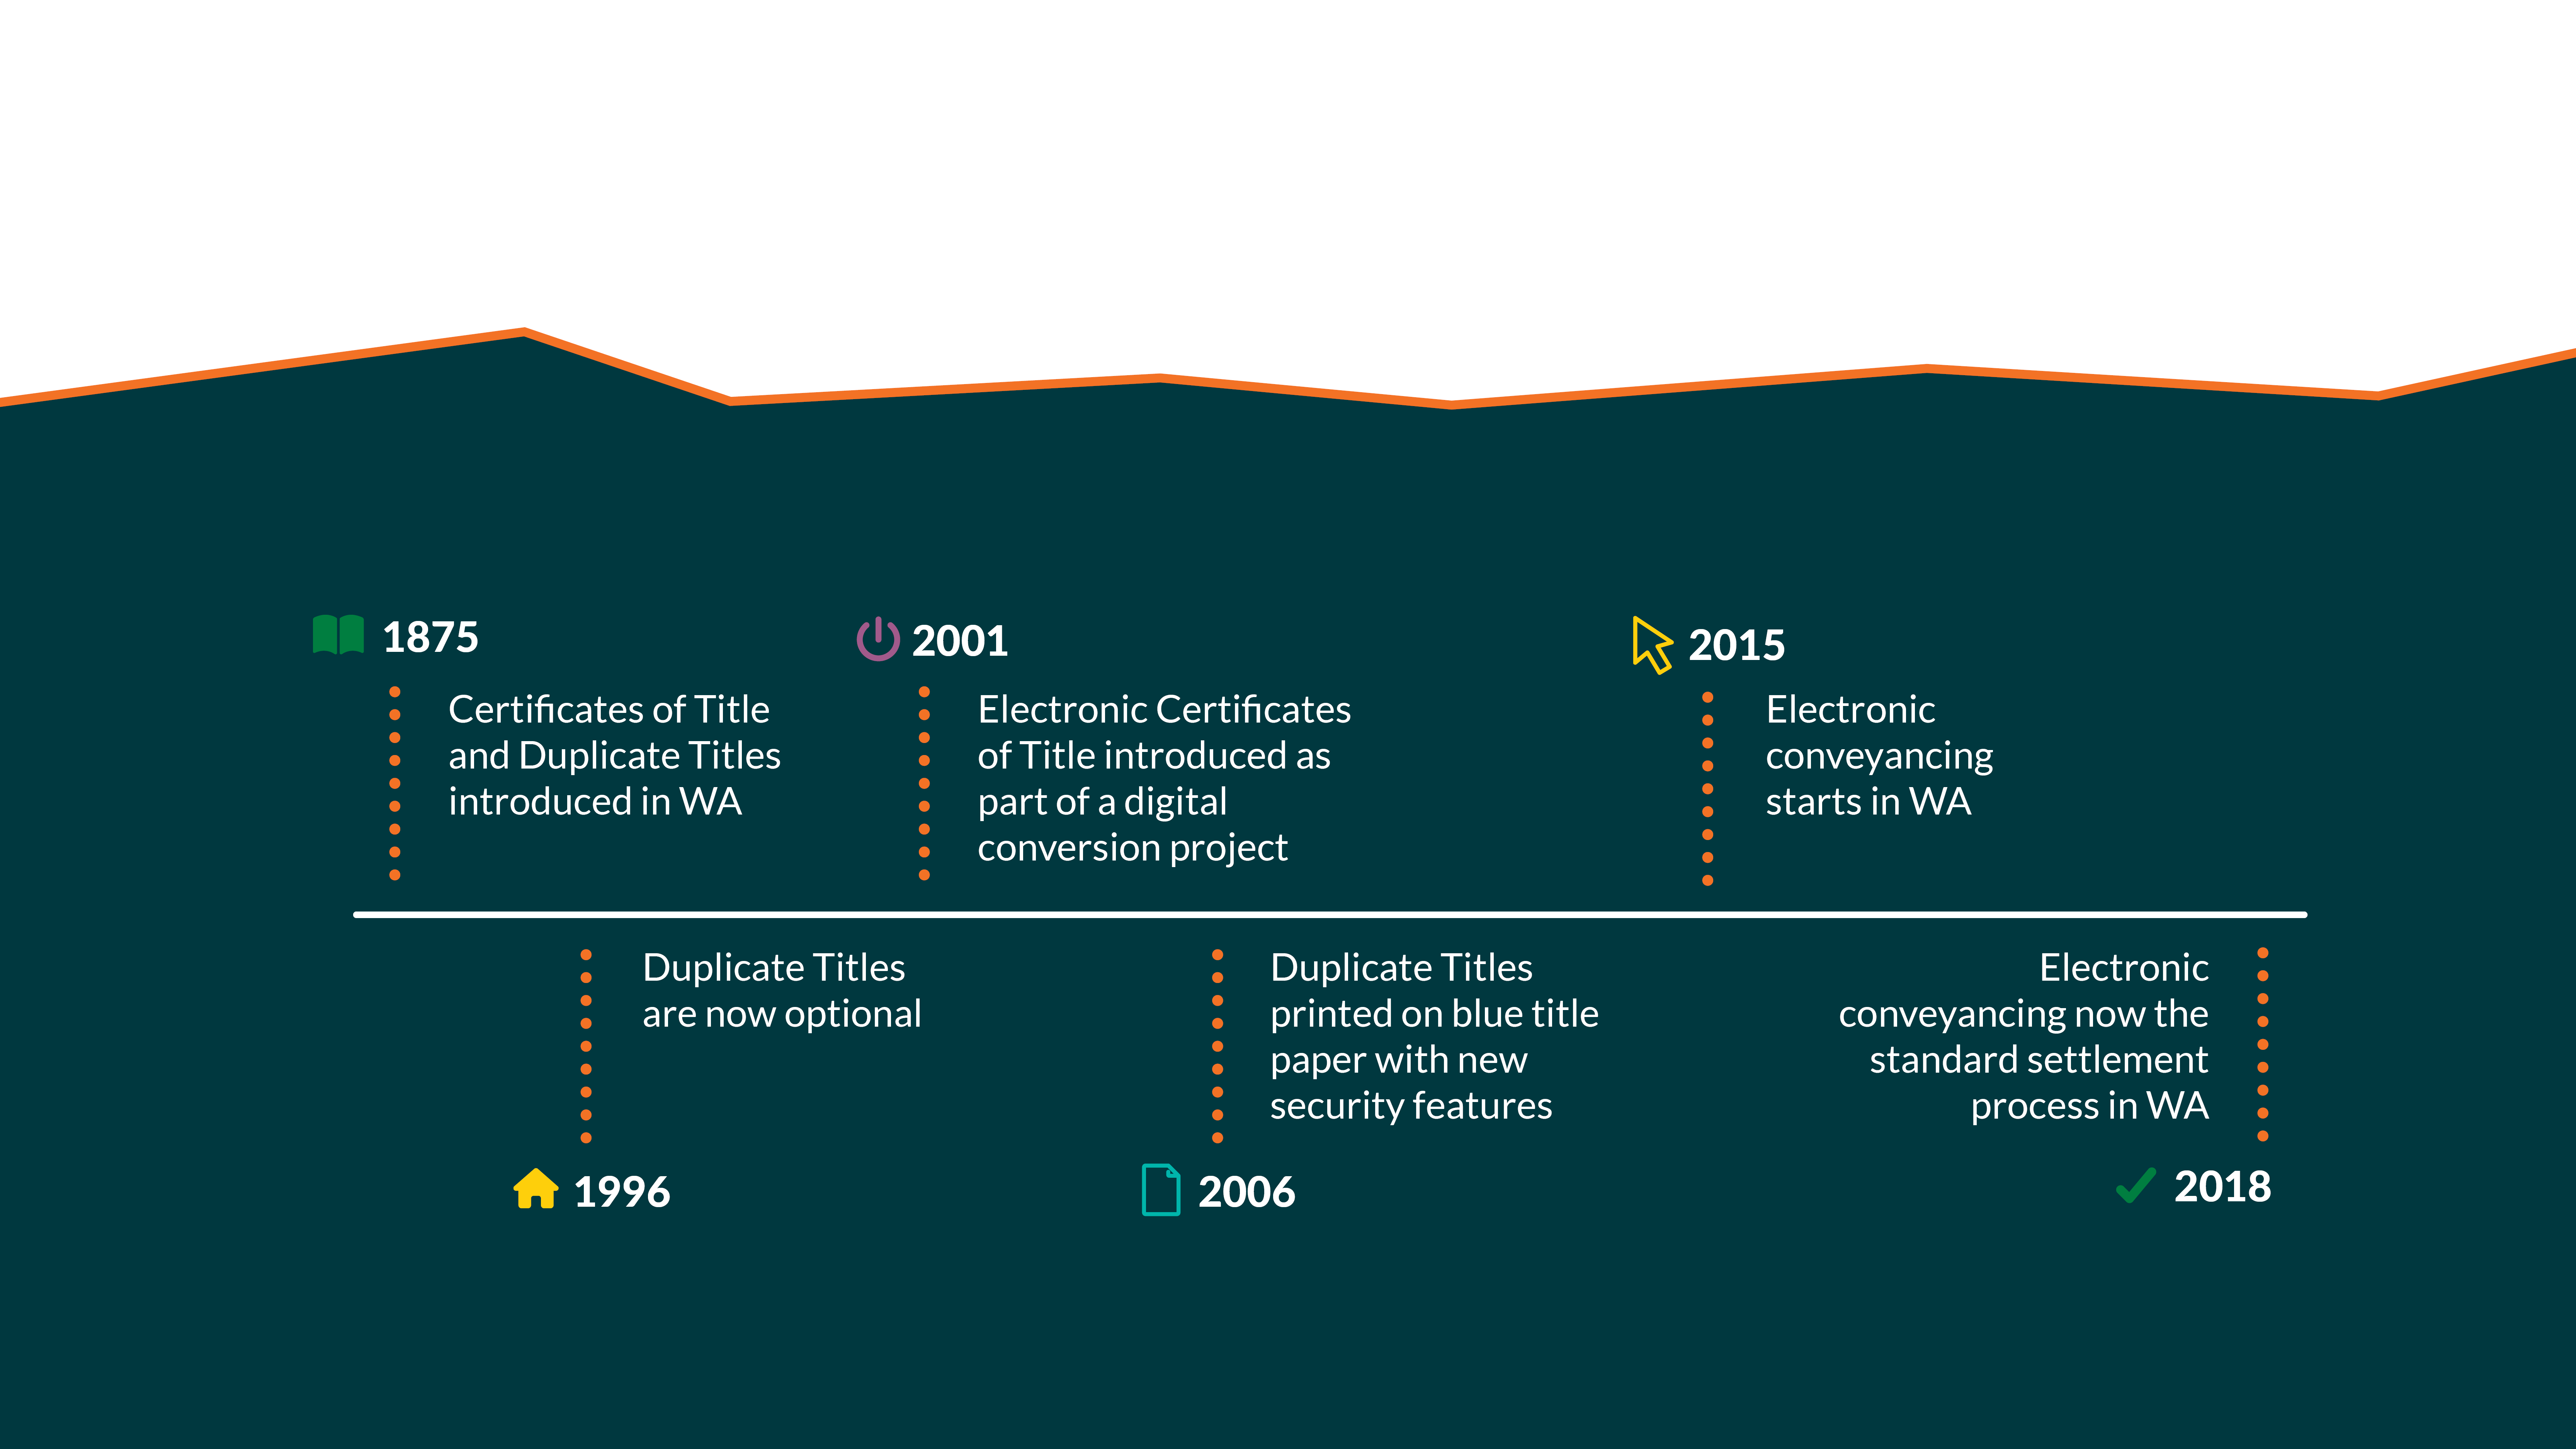 1875
Certificates of Title
and Duplicate Titles
introduced in WA
2001
Electronic Certificates
of Title introduced as
part of a digital
conversion project
2015
Electronic
conveyancing
starts in WA
Duplicate Titles
are now optional
1996
Duplicate Titles
printed on blue title
paper with new
security features
2006
Electronic
conveyancing now the
standard settlement
process in WA
2018